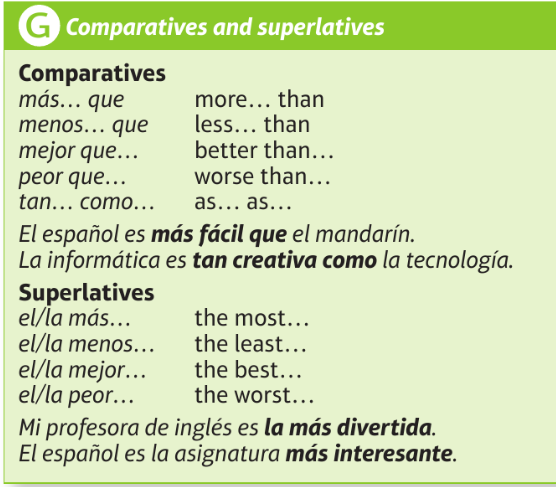 G Comparatives and superlatives
Comparatives
más… que more… than
menos… que less… than
mejor que… better than…
peor que… worse than…
tan… como… as… as…
El español es más fácil que el mandarín.
La informática es tan creativa como la tecnología.
Superlatives
el/la más… the most…
el/la menos… the least…
el/la mejor… the best…
el/la peor… the worst…
Mi profesora de inglés es la más divertida.
El español es la asignatura más interesante.